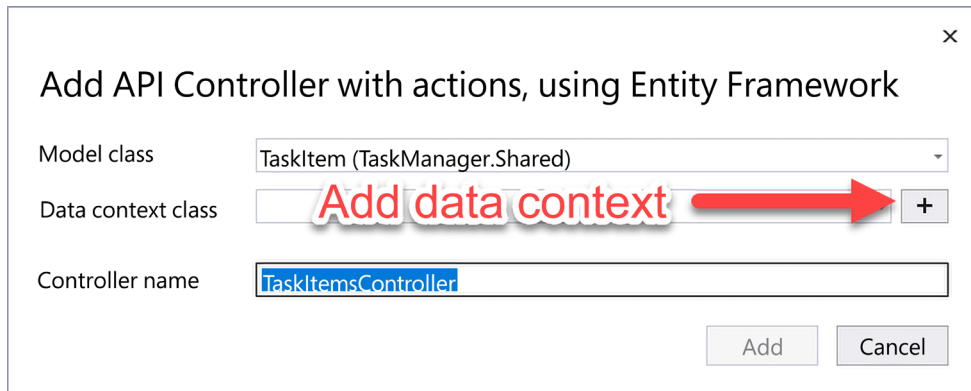 Add API Controller with actions, using Entity Framework
Model class
TaskItem (TaskManager.Shared)
Data context class
Add data context
+
Controller name
TaskItemsController
Add
Cancel